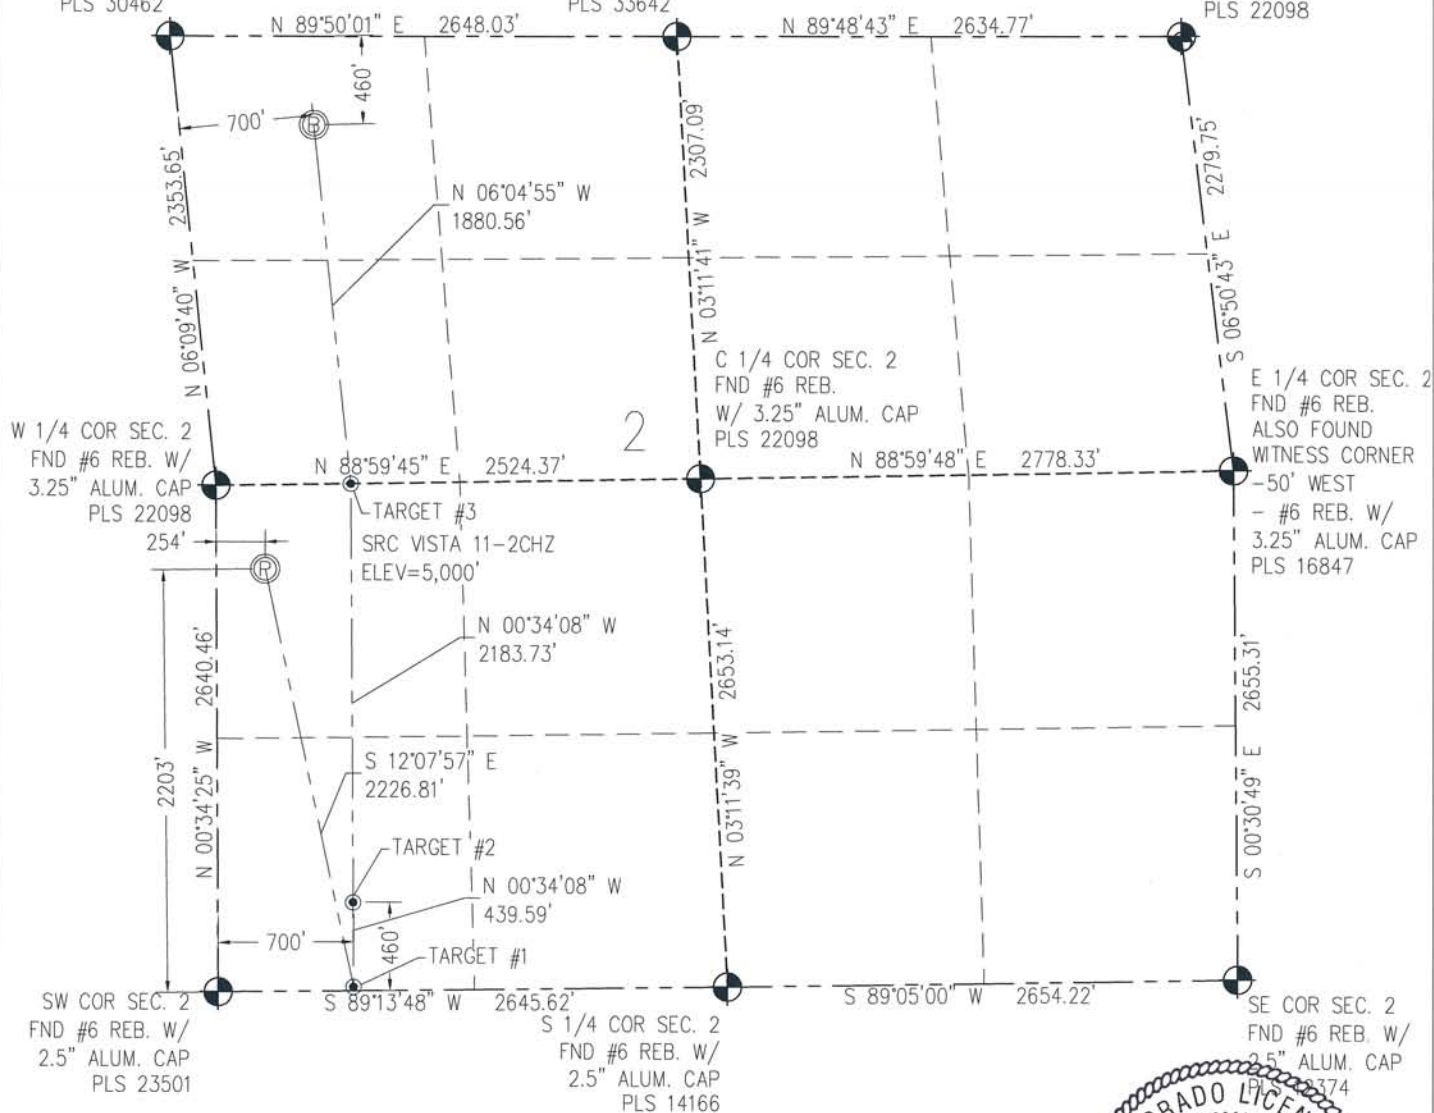 PLS 30462
PLS 33642
PLS 22098
N 89°50'01" E 2648.03'
N 89°48'43" E 2634.77'
460'
700'
B
2353.65'
N 06°09'40" W
N 06°04'55" W
1880.56'
2307.09'
N 03°11'41" W
2279.75'
S 06°50'43" E
C 1/4 COR SEC. 2
FND #6 REB.
W/ 3.25" ALUM. CAP
PLS 22098
2
E 1/4 COR SEC. 2
FND #6 REB.
ALSO FOUND
WITNESS CORNER
-50' WEST
- #6 REB. W/
3.25" ALUM. CAP
PLS 16847
W 1/4 COR SEC. 2
FND #6 REB. W/
3.25" ALUM. CAP
PLS 22098
N 88°59'45" E 2524.37'
N 88°59'48" E 2778.33'
TARGET #3
SRC VISTA 11-2CHZ
ELEV=5,000'
254'
R
2640.46'
N 00°34'25" W
2203'
N 00°34'08" W
2183.73'
2653.14'
N 03°11'39" W
2655.31'
S 00°30'49" E
S 12°07'57" E
2226.81'
TARGET #2
N 00°34'08" W
439.59'
700'
460'
TARGET #1
S 89°13'48" W 2645.62'
S 89°05'00" W 2654.22'
SW COR SEC. 2
FND #6 REB. W/
2.5" ALUM. CAP
PLS 23501
S 1/4 COR SEC. 2
FND #6 REB. W/
2.5" ALUM. CAP
PLS 14166
SE COR SEC. 2
FND #6 REB. W/
2.5" ALUM. CAP